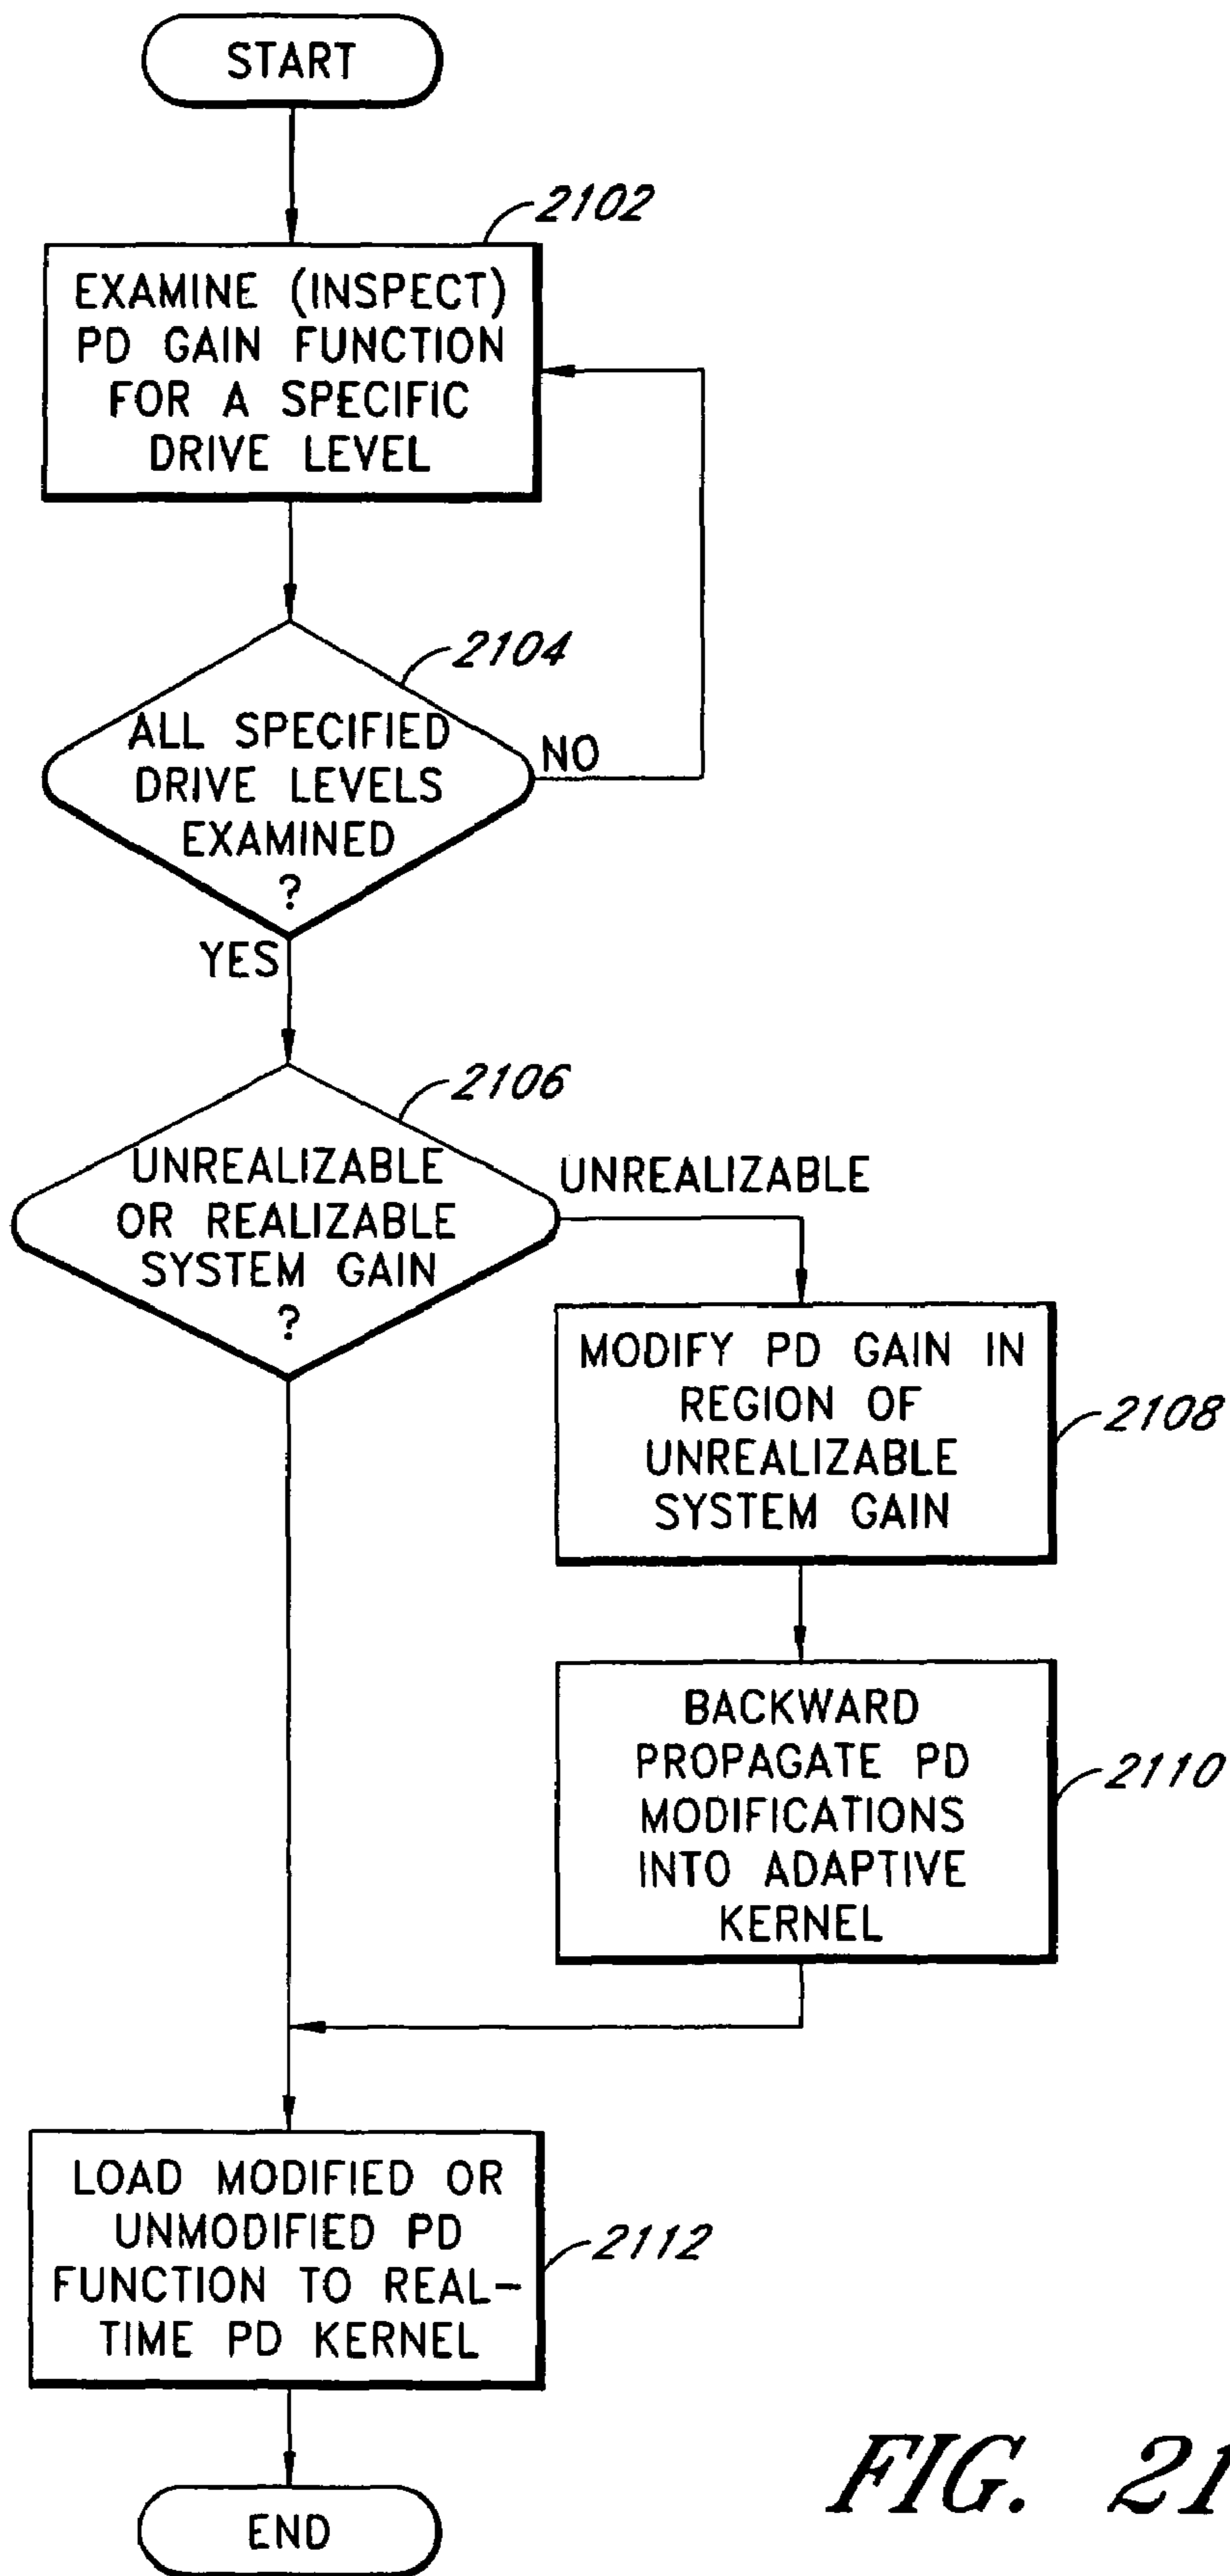 START
2102
EXAMINE (INSPECT)
PD GAIN FUNCTION
FOR A SPECIFIC
DRIVE LEVEL
2104
ALL SPECIFIED
DRIVE LEVELS
EXAMINED
?
NO
YES
2106
UNREALIZABLE
OR REALIZABLE
SYSTEM GAIN
?
UNREALIZABLE
MODIFY PD GAIN IN
REGION OF
UNREALIZABLE
SYSTEM GAIN
2108
BACKWARD
PROPAGATE PD
MODIFICATIONS
INTO ADAPTIVE
KERNEL
2110
LOAD MODIFIED OR
UNMODIFIED PD
FUNCTION TO REAL-
TIME PD KERNEL
2112
END
FIG. 21